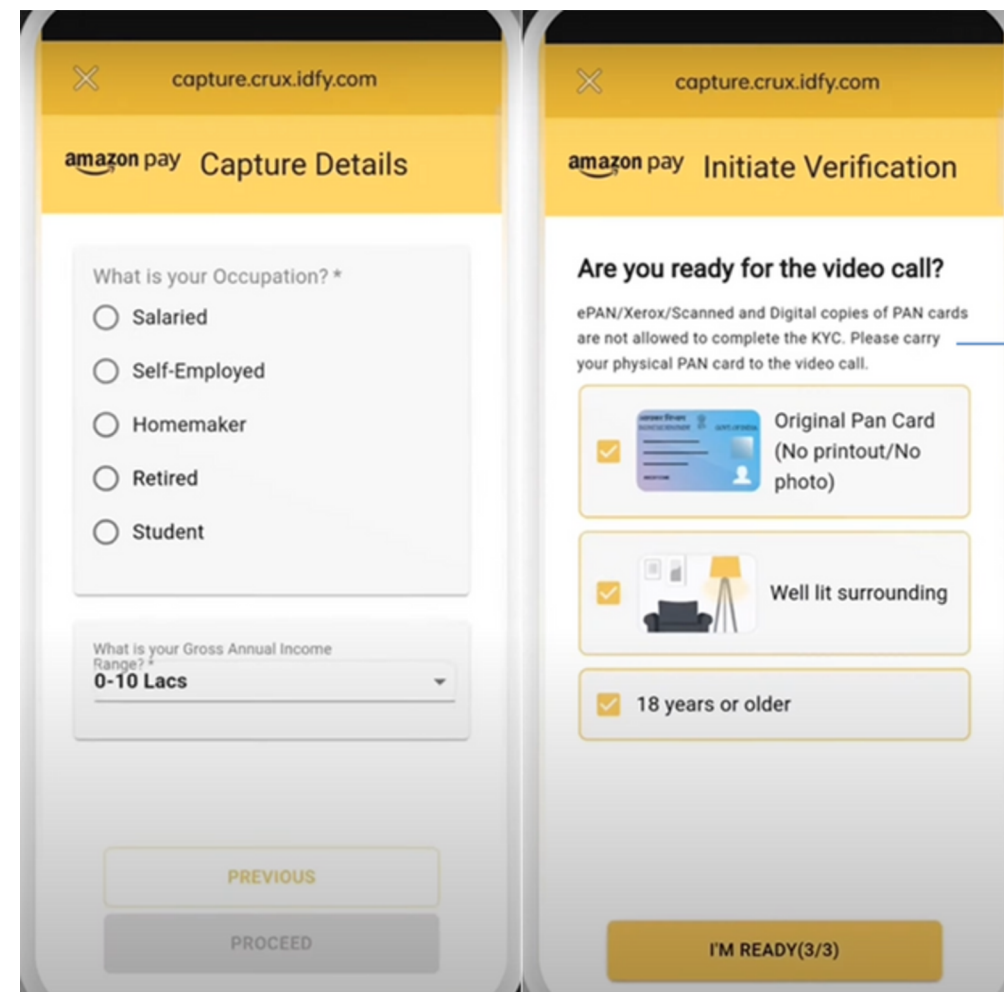 capture.crux.idfy.com
amazon pay Capture Details
What is your Occupation? *
Salaried
Self-Employed
Homemaker
Retired
Student
What is your Gross Annual Income
Range? *
0-10 Lacs
PREVIOUS
PROCEED
capture.crux.idfy.com
amazon pay Initiate Verification
Are you ready for the video call?
ePAN/Xerox/Scanned and Digital copies of PAN cards
are not allowed to complete the KYC. Please carry
your physical PAN card to the video call.
Original Pan Card
(No printout/No
photo)
Well lit surrounding
18 years or older
I'M READY(3/3)